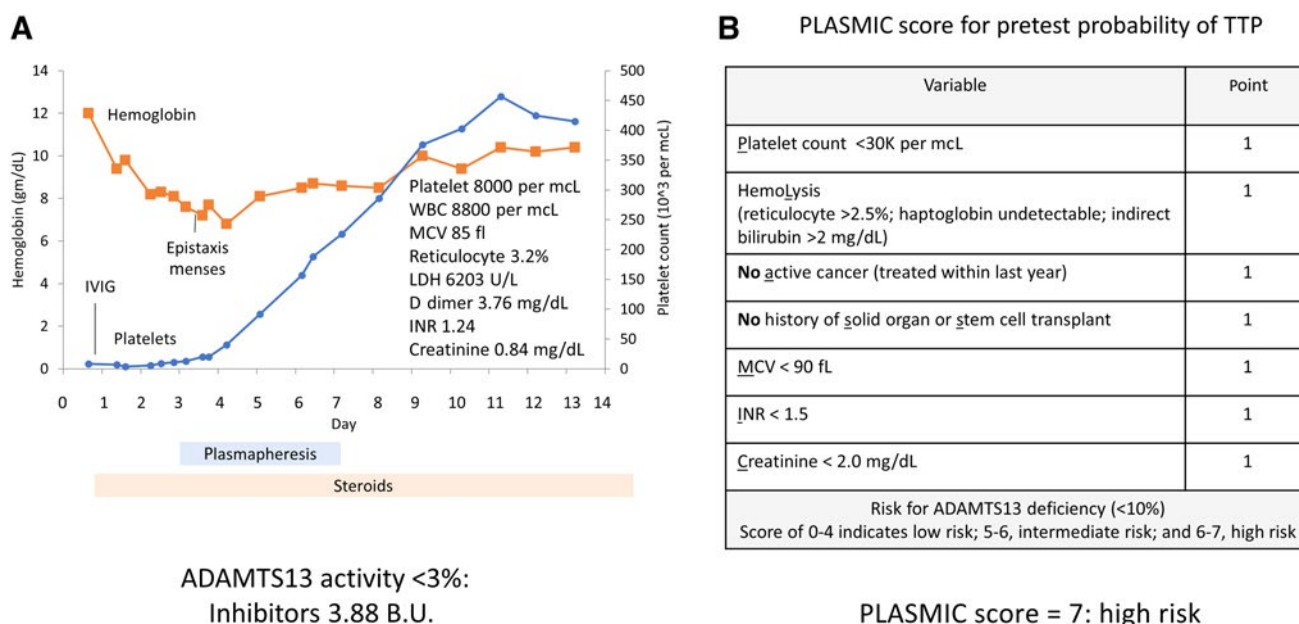 A
14
12
10
8
6
4
2
0
Hemoglobin (gm/dL)
500
450
400
350
300
250
200
150
100
50
0
Platelet count (10^3 per mcL)
Hemoglobin
Epistaxis
menses
IVIG
Platelets
Platelet 8000 per mcL
WBC 8800 per mcL
MCV 85 fl
Reticulocyte 3.2%
LDH 6203 U/L
D dimer 3.76 mg/dL
INR 1.24
Creatinine 0.84 mg/dL
0 1 2 3 4 5 6 7 8 9 10 11 12 13 14
Day
Plasmapheresis
Steroids
ADAMTS13 activity <3%:
Inhibitors 3.88 B.U.
B
PLASMIC score for pretest probability of TTP
Variable Point
Platelet count <30K per mcL 1
HemoLysis 1
(reticulocyte >2.5%; haptoglobin undetectable; indirect
bilirubin >2 mg/dL)
No active cancer (treated within last year) 1
No history of solid organ or stem cell transplant 1
MCV < 90 fL 1
INR < 1.5 1
Creatinine < 2.0 mg/dL 1
Risk for ADAMTS13 deficiency (<10%)
Score of 0-4 indicates low risk; 5-6, intermediate risk; and 6-7, high risk
PLASMIC score = 7: high risk